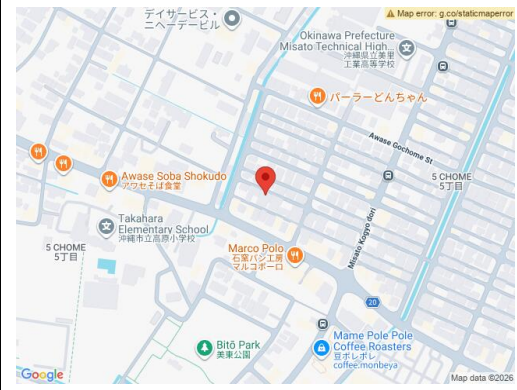 デイサービス・
ニヘーデービル
Map error: g.co/staticmaperror
Okinawa Prefecture
Misato Technical High...
沖縄県立美里
工業高等学校
パーラーどんちゃん
Awase Gochome St
Awase Soba Shokudo
アワセそば食堂
5 CHOME
5丁目
Takahara
Elementary School
沖縄市立高原小学校
5 CHOME
5丁目
Misato Kogyo dori
Marco Polo
石窯パン工房
マルコポーロ
20
Bitō Park
美東公園
Mame Pole Pole
Coffee Roasters
豆ポレポレ
coffee.monbeya
Google
Map data ©2026